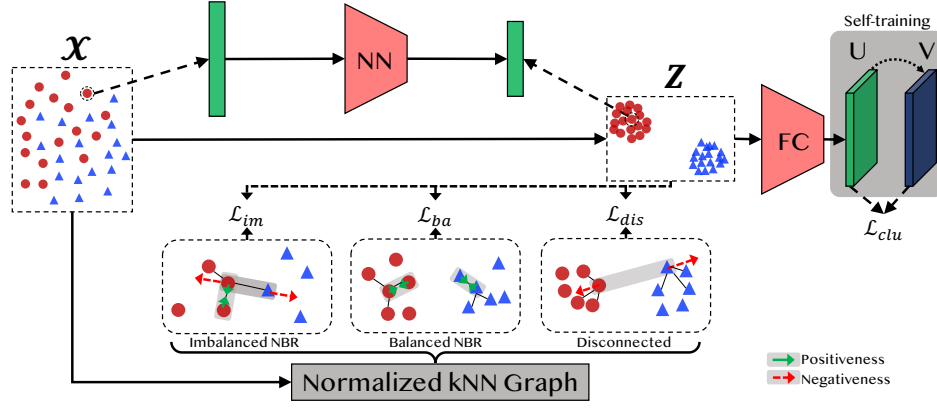 Self-training
U V
X
NN
Z
FC
L_im
L_ba
L_dis
L_clu
Imbalanced NBR
Balanced NBR
Disconnected
Positiveness
Negativeness
Normalized kNN Graph